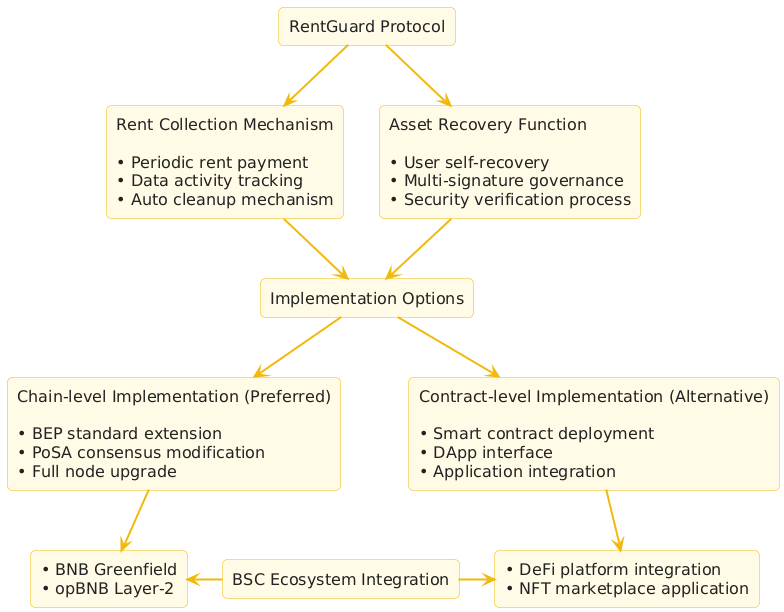 RentGuard Protocol
Rent Collection Mechanism
• Periodic rent payment
• Data activity tracking
• Auto cleanup mechanism
Asset Recovery Function
• User self-recovery
• Multi-signature governance
• Security verification process
Implementation Options
Chain-level Implementation (Preferred)
• BEP standard extension
• PoSA consensus modification
• Full node upgrade
Contract-level Implementation (Alternative)
• Smart contract deployment
• DApp interface
• Application integration
• BNB Greenfield
• opBNB Layer-2
BSC Ecosystem Integration
• DeFi platform integration
• NFT marketplace application